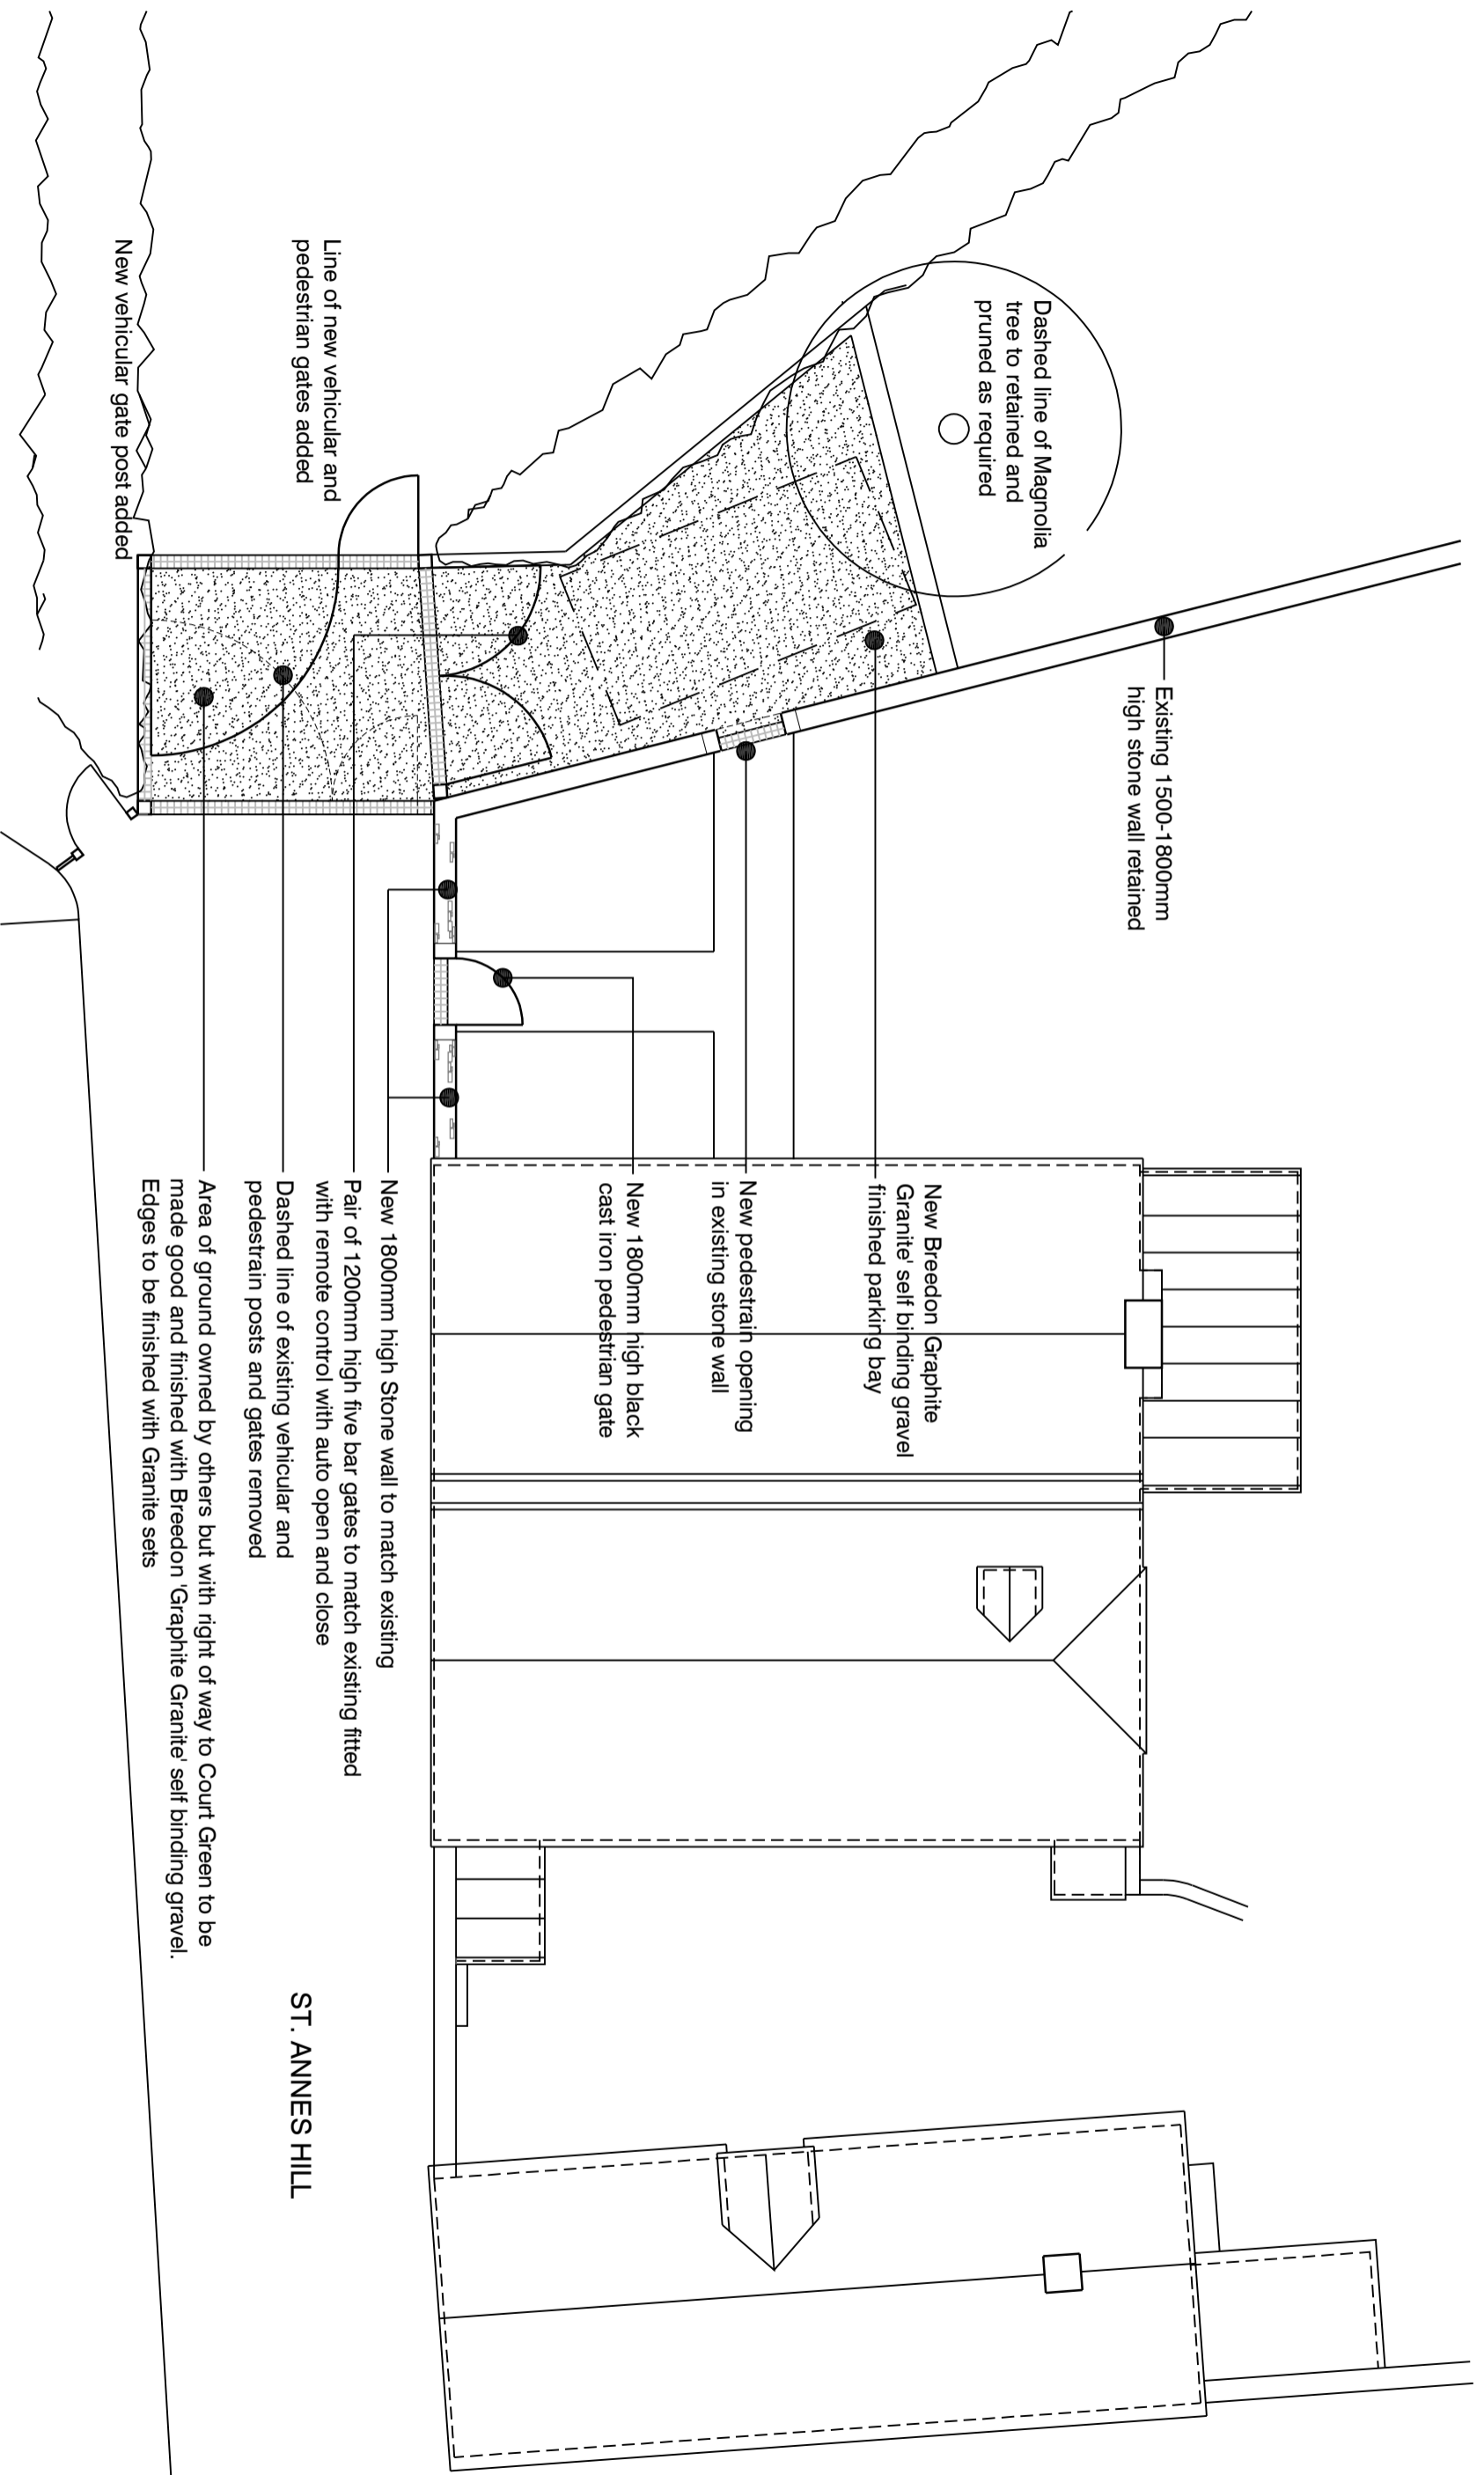 Existing 1500-1800mm
high stone wall retained
Dashed line of Magnolia
tree to retained and
pruned as required
New Breedon Graphite
Granite' self binding gravel
finished parking bay
New pedestrain opening
in existing stone wall
New 1800mm high black
cast iron pedestrian gate
New 1800mm high Stone wall to match existing
Pair of 1200mm high five bar gates to match existing fitted
with remote control with auto open and close
Line of new vehicular and
pedestrian gates added
Dashed line of existing vehicular and
pedestrain posts and gates removed
ST. ANNES HILL
Area of ground owned by others but with right of way to Court Green to be
made good and finished with Breedon 'Graphite Granite' self binding gravel.
Edges to be finished with Granite sets
New vehicular gate post added